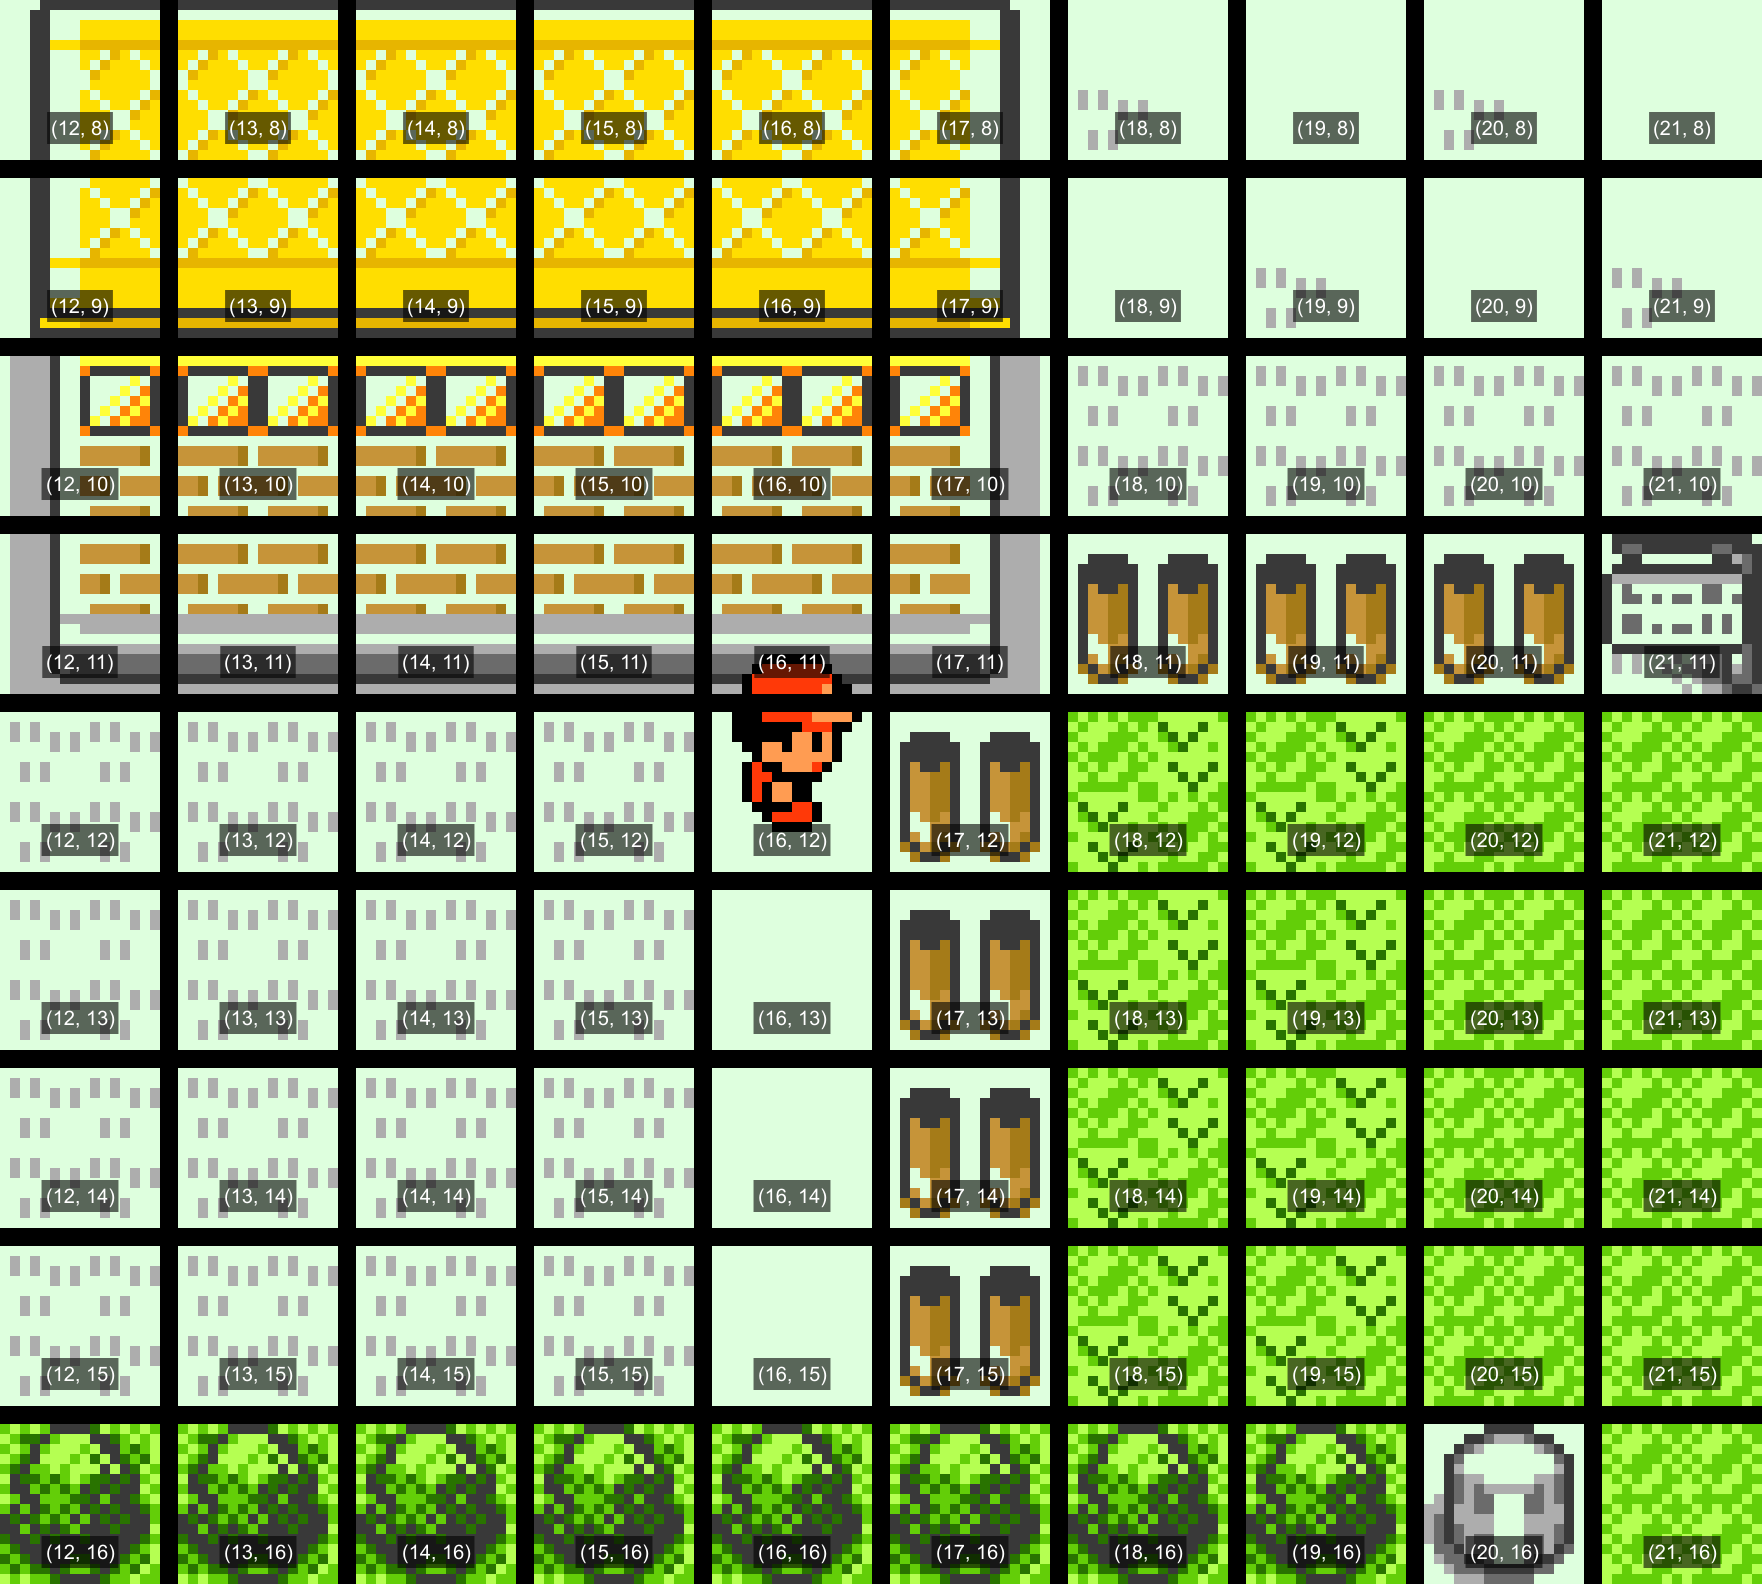 (12, 8) (13, 8) (14, 8) (15, 8) (16, 8) (17, 8) (18, 8) (19, 8) (20, 8) (21, 8)
(12, 9) (13, 9) (14, 9) (15, 9) (16, 9) (17, 9) (18, 9) (19, 9) (20, 9) (21, 9)
(12, 10) (13, 10) (14, 10) (15, 10) (16, 10) (17, 10) (18, 10) (19, 10) (20, 10) (21, 10)
(12, 11) (13, 11) (14, 11) (15, 11) (16, 11) (17, 11) (18, 11) (19, 11) (20, 11) (21, 11)
(12, 12) (13, 12) (14, 12) (15, 12) (16, 12) (17, 12) (18, 12) (19, 12) (20, 12) (21, 12)
(12, 13) (13, 13) (14, 13) (15, 13) (16, 13) (17, 13) (18, 13) (19, 13) (20, 13) (21, 13)
(12, 14) (13, 14) (14, 14) (15, 14) (16, 14) (17, 14) (18, 14) (19, 14) (20, 14) (21, 14)
(12, 15) (13, 15) (14, 15) (15, 15) (16, 15) (17, 15) (18, 15) (19, 15) (20, 15) (21, 15)
(12, 16) (13, 16) (14, 16) (15, 16) (16, 16) (17, 16) (18, 16) (19, 16) (20, 16) (21, 16)